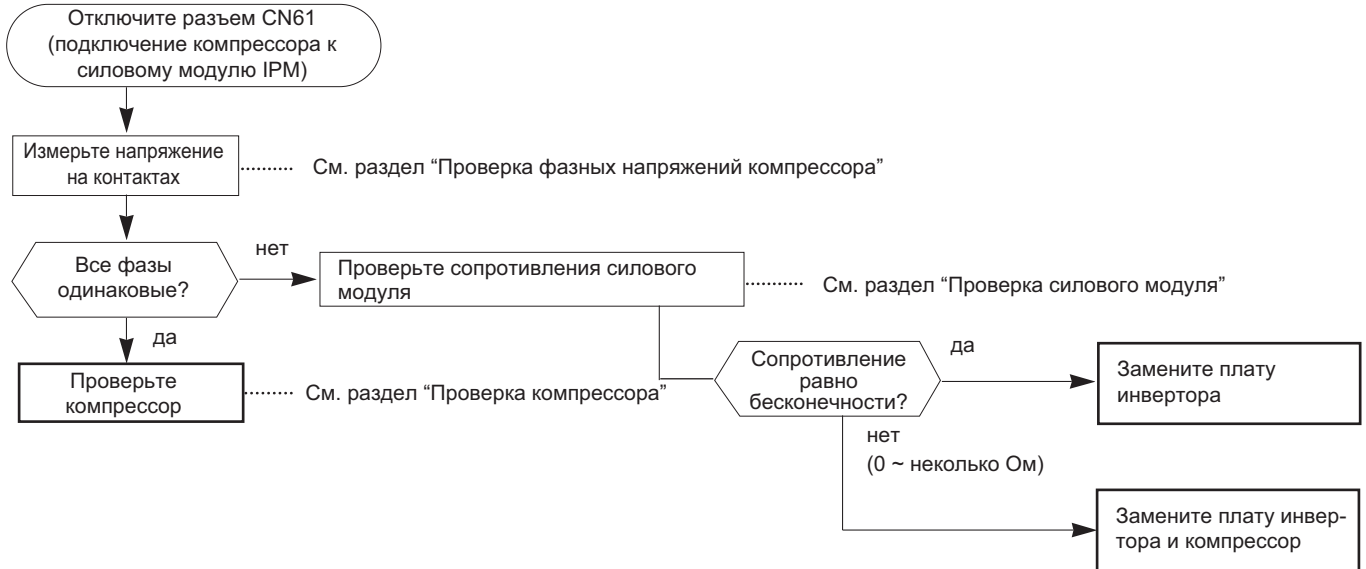 Отключите разъем CN61
(подключение компрессора к
силовому модулю IPM)
Измерьте напряжение
на контактах
См. раздел “Проверка фазных напряжений компрессора”
Все фазы
одинаковые?
нет
Проверьте сопротивления силового
модуля
См. раздел “Проверка силового модуля”
да
Проверьте
компрессор
См. раздел “Проверка компрессора”
Сопротивление
равно
бесконечности?
да
Замените плату
инвертора
нет
(0 ~ неколько Ом)
Замените плату инвер-
тора и компрессор